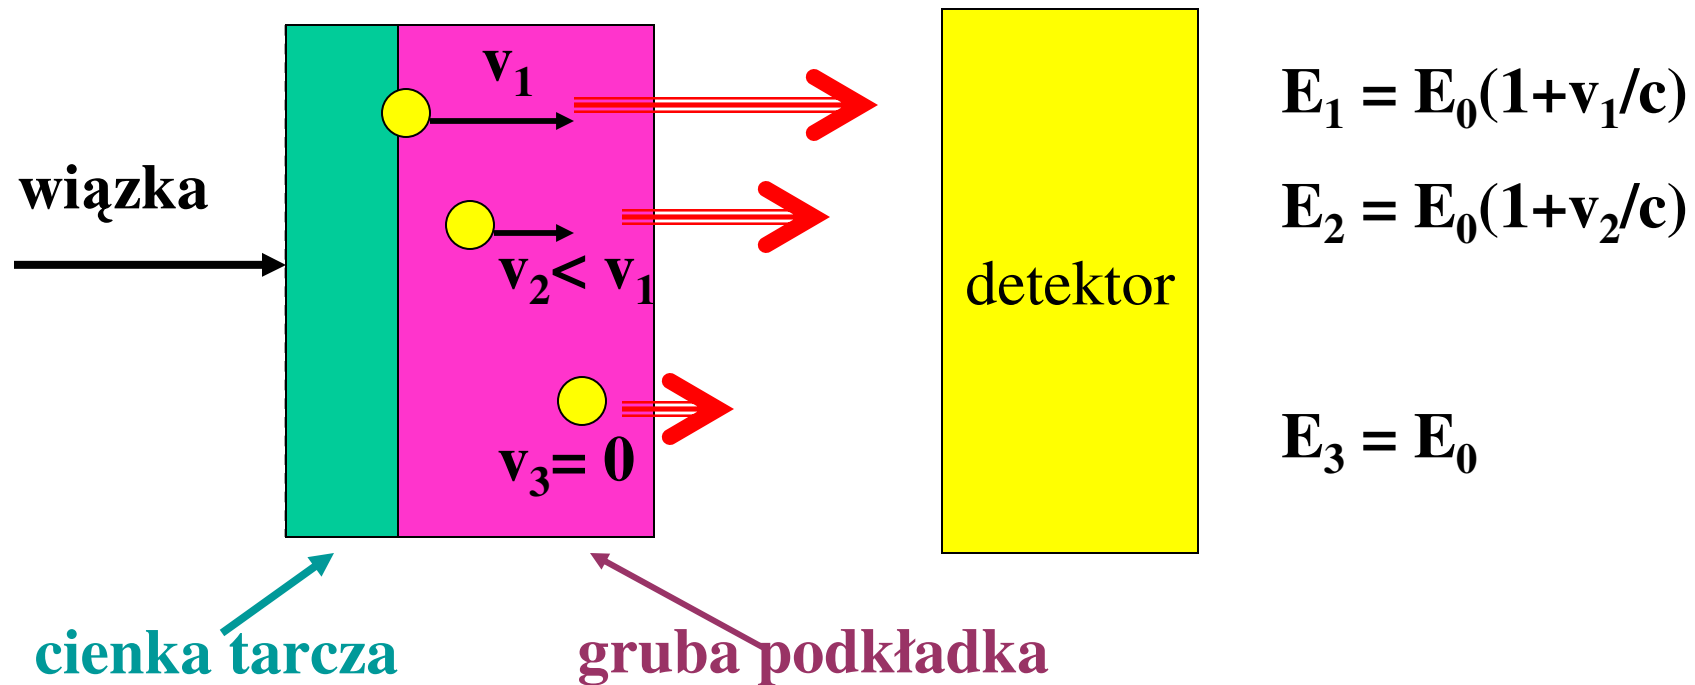 v₁
E₁ = E₀(1+v₁/c)
wiązka
E₂ = E₀(1+v₂/c)
v₂< v₁
detektor
v₃= 0
E₃ = E₀
cienka tarcza
gruba podkładka